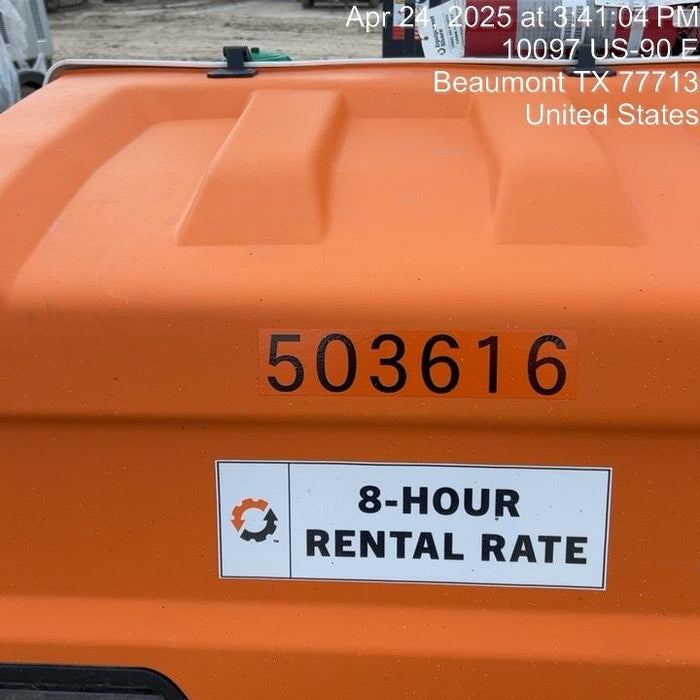 Apr 24, 2025 at 3:41:04 PM
10097 US-90 E
Beaumont TX 77713
United States
503616
8-HOUR
RENTAL RATE